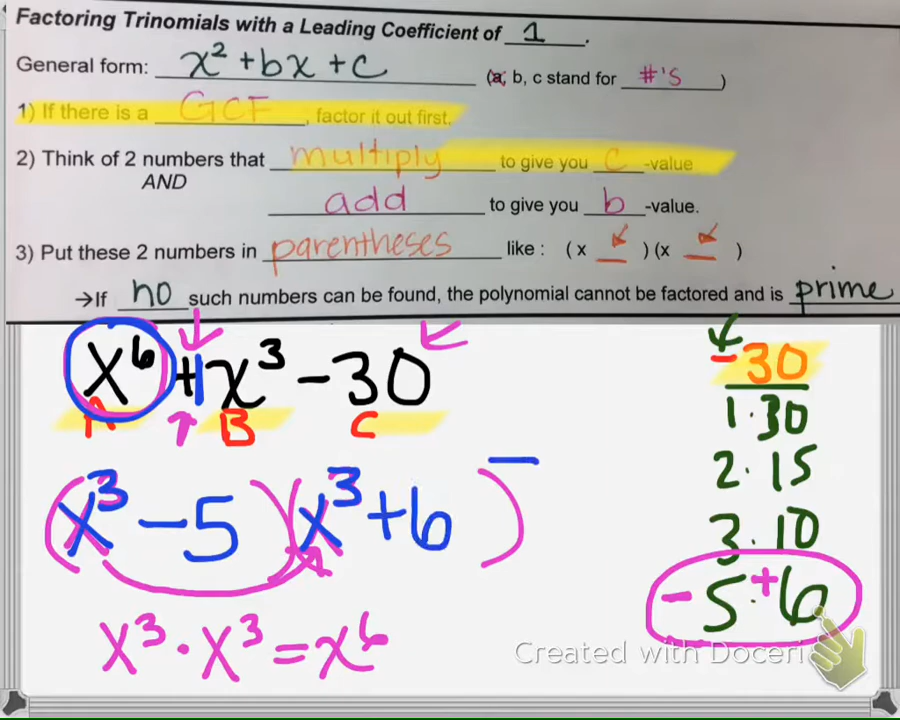 Factoring Trinomials with a Leading Coefficient of 1.
General form: x² + bx + c (a, b, c stand for #'s)
1) If there is a GCF, factor it out first.
2) Think of 2 numbers that multiply to give you c-value
AND
add to give you b-value.
3) Put these 2 numbers in parentheses like : (x __ )(x __ )
→If no such numbers can be found, the polynomial cannot be factored and is prime
x⁶ + 1x³ − 30
A B C
(x³ − 5)(x³ + 6)
x³ · x³ = x⁶
−30
1 · 30
2 · 15
3 · 10
− 5 · + 6
Created with Doceri